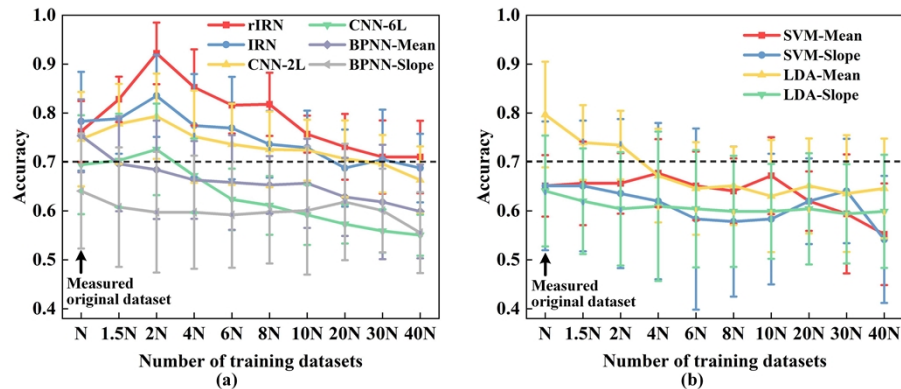 (a)
rIRN
IRN
CNN-2L
CNN-6L
BPNN-Mean
BPNN-Slope
1.0
0.9
0.8
0.7
0.6
0.5
0.4
Accuracy
Measured
original dataset
N 1.5N 2N 4N 6N 8N 10N 20N 30N 40N
Number of training datasets
(a)
(b)
SVM-Mean
SVM-Slope
LDA-Mean
LDA-Slope
1.0
0.9
0.8
0.7
0.6
0.5
0.4
Accuracy
Measured
original dataset
N 1.5N 2N 4N 6N 8N 10N 20N 30N 40N
Number of training datasets
(b)